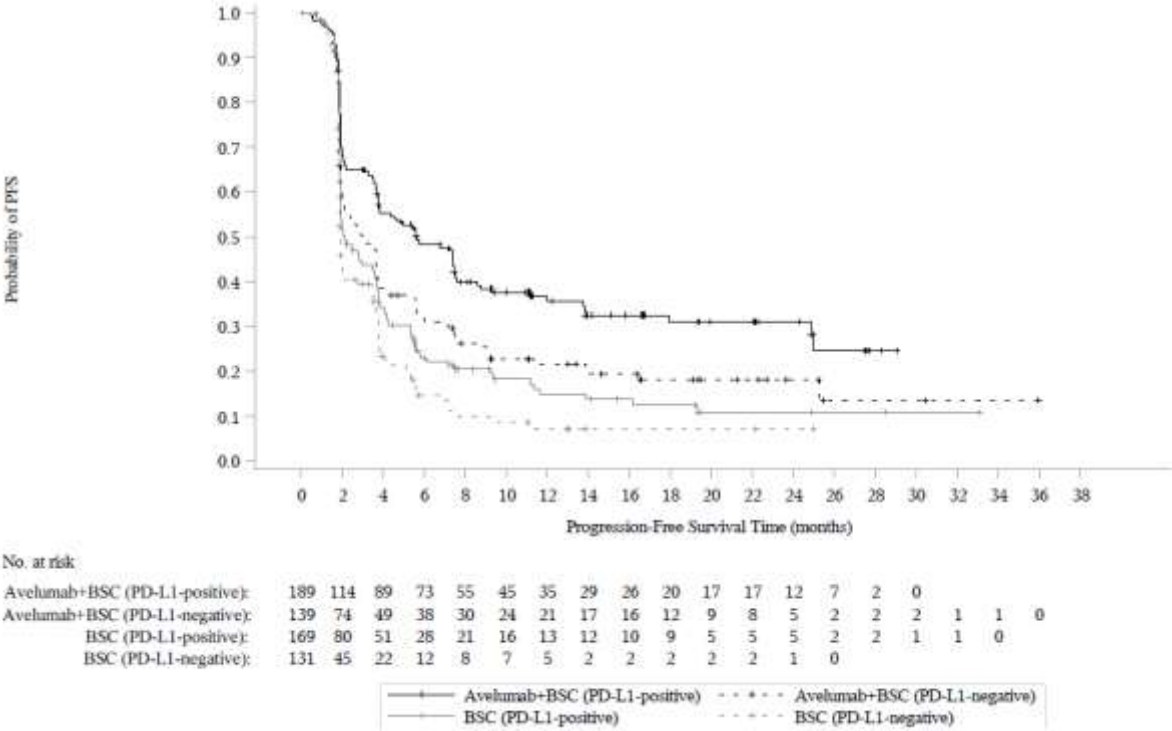 Probability of PFS
1.0
0.9
0.8
0.7
0.6
0.5
0.4
0.3
0.2
0.1
0.0
0 2 4 6 8 10 12 14 16 18 20 22 24 26 28 30 32 34 36 38
Progression-Free Survival Time (months)
No. at risk
Avelumab+BSC (PD-L1-positive): 189 114 89 73 55 45 35 29 26 20 17 17 12 7 2 0
Avelumab+BSC (PD-L1-negative): 139 74 49 38 30 24 21 17 16 12 9 8 5 2 2 2 1 1 0
BSC (PD-L1-positive): 169 80 51 28 21 16 13 12 10 9 5 5 5 2 2 1 1 0
BSC (PD-L1-negative): 131 45 22 12 8 7 5 2 2 2 2 2 1 0
Avelumab+BSC (PD-L1-positive) Avelumab+BSC (PD-L1-negative)
BSC (PD-L1-positive) BSC (PD-L1-negative)